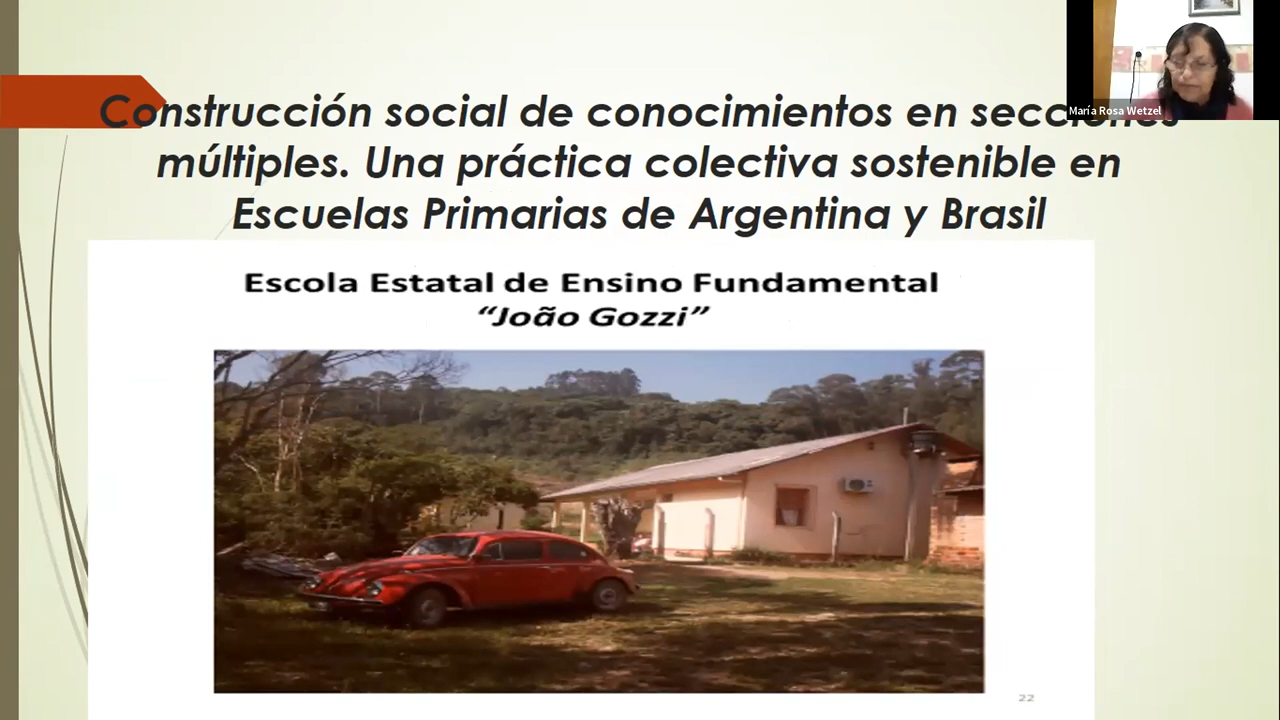 Construcción social de conocimientos en secciones
múltiples. Una práctica colectiva sostenible en
Escuelas Primarias de Argentina y Brasil
María Rosa Wetzel
Escola Estatal de Ensino Fundamental
“João Gozzi”
22